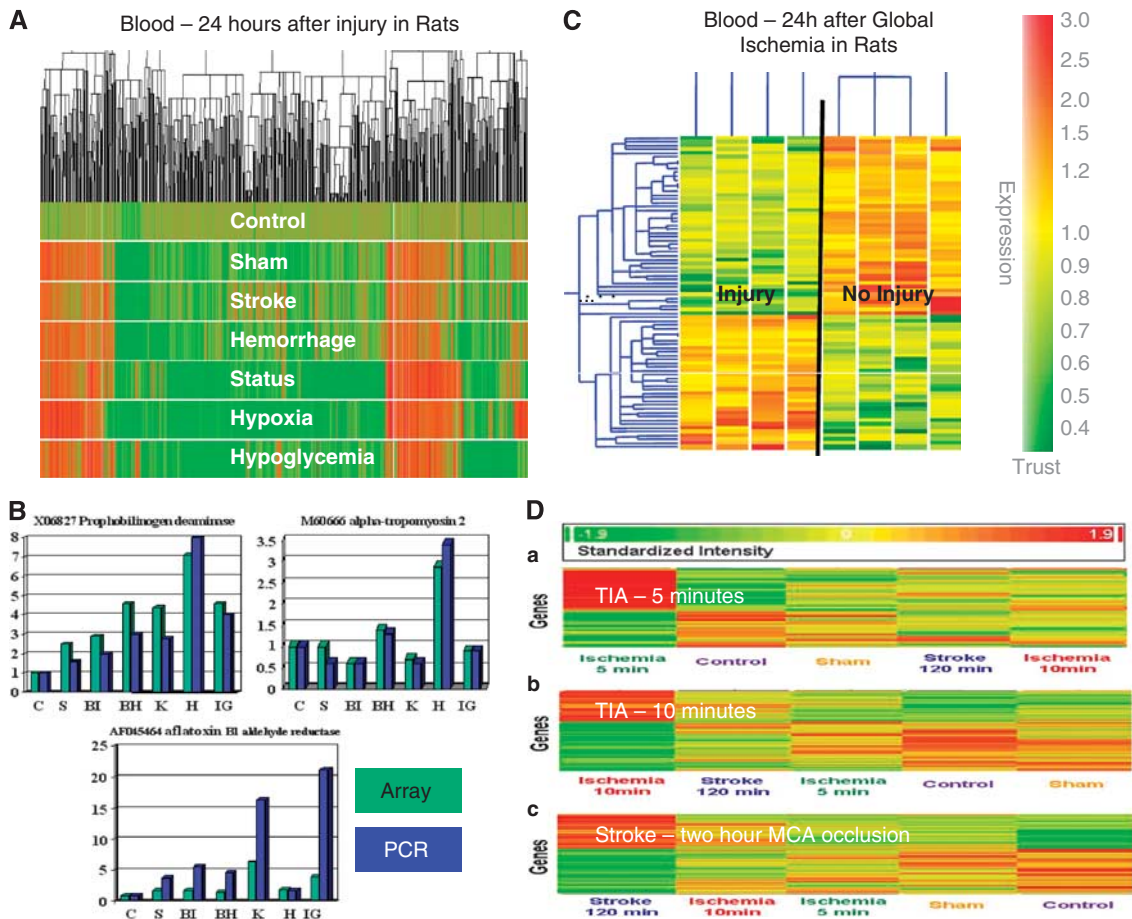 A
Blood – 24 hours after injury in Rats
Control
Sham
Stroke
Hemorrhage
Status
Hypoxia
Hypoglycemia
B
X06827 Prophobilinogen deaminase
8
7
6
5
4
3
2
1
0
C S BI BH K H IG
M60666 alpha-tropomyosin 2
3.5
3
2.5
2
1.5
1
0.5
0
C S BI BH K H IG
AF045464 aflatoxin B1 aldehyde reductase
25
20
15
10
5
0
C S BI BH K H IG
Array
PCR
C
Blood – 24h after Global
Ischemia in Rats
Injury
No Injury
3.0
2.5
2.0
1.5
1.2
1.0
0.9
0.8
0.7
0.6
0.5
0.4
Expression
Trust
D
-1.9 0 1.9
Standardized Intensity
a
Genes
TIA – 5 minutes
Ischemia 5 min
Control
Sham
Stroke 120 min
Ischemia 10min
b
Genes
TIA – 10 minutes
Ischemia 10min
Stroke 120 min
Ischemia 5 min
Control
Sham
c
Genes
Stroke – two hour MCA occlusion
Stroke 120 min
Ischemia 10min
Ischemia 5 min
Sham
Control